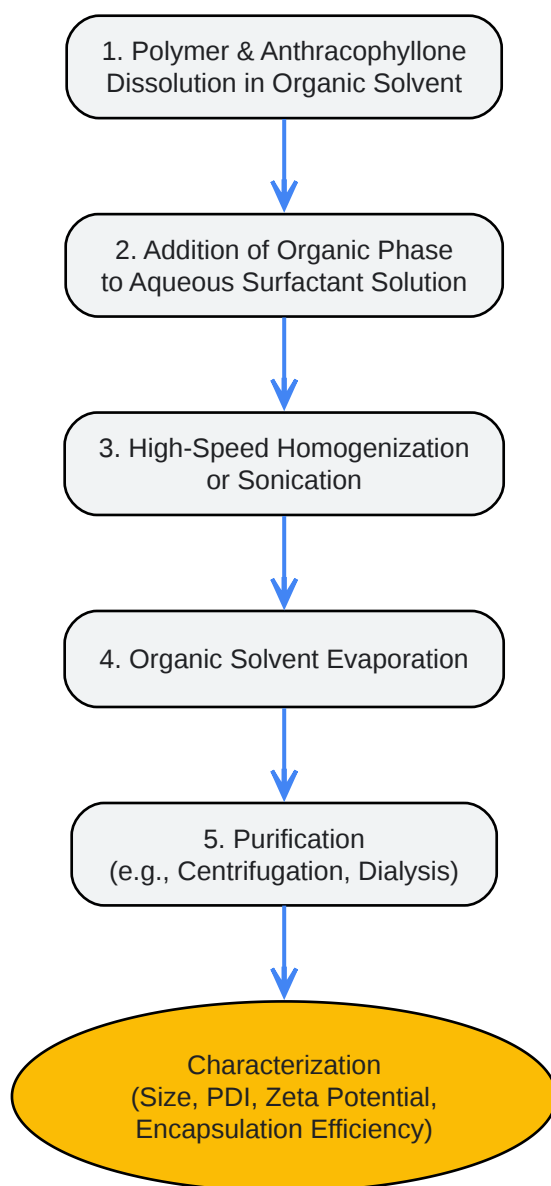 1. Polymer & Anthracophyllone
Dissolution in Organic Solvent
2. Addition of Organic Phase
to Aqueous Surfactant Solution
3. High-Speed Homogenization
or Sonication
4. Organic Solvent Evaporation
5. Purification
(e.g., Centrifugation, Dialysis)
Characterization
(Size, PDI, Zeta Potential,
Encapsulation Efficiency)